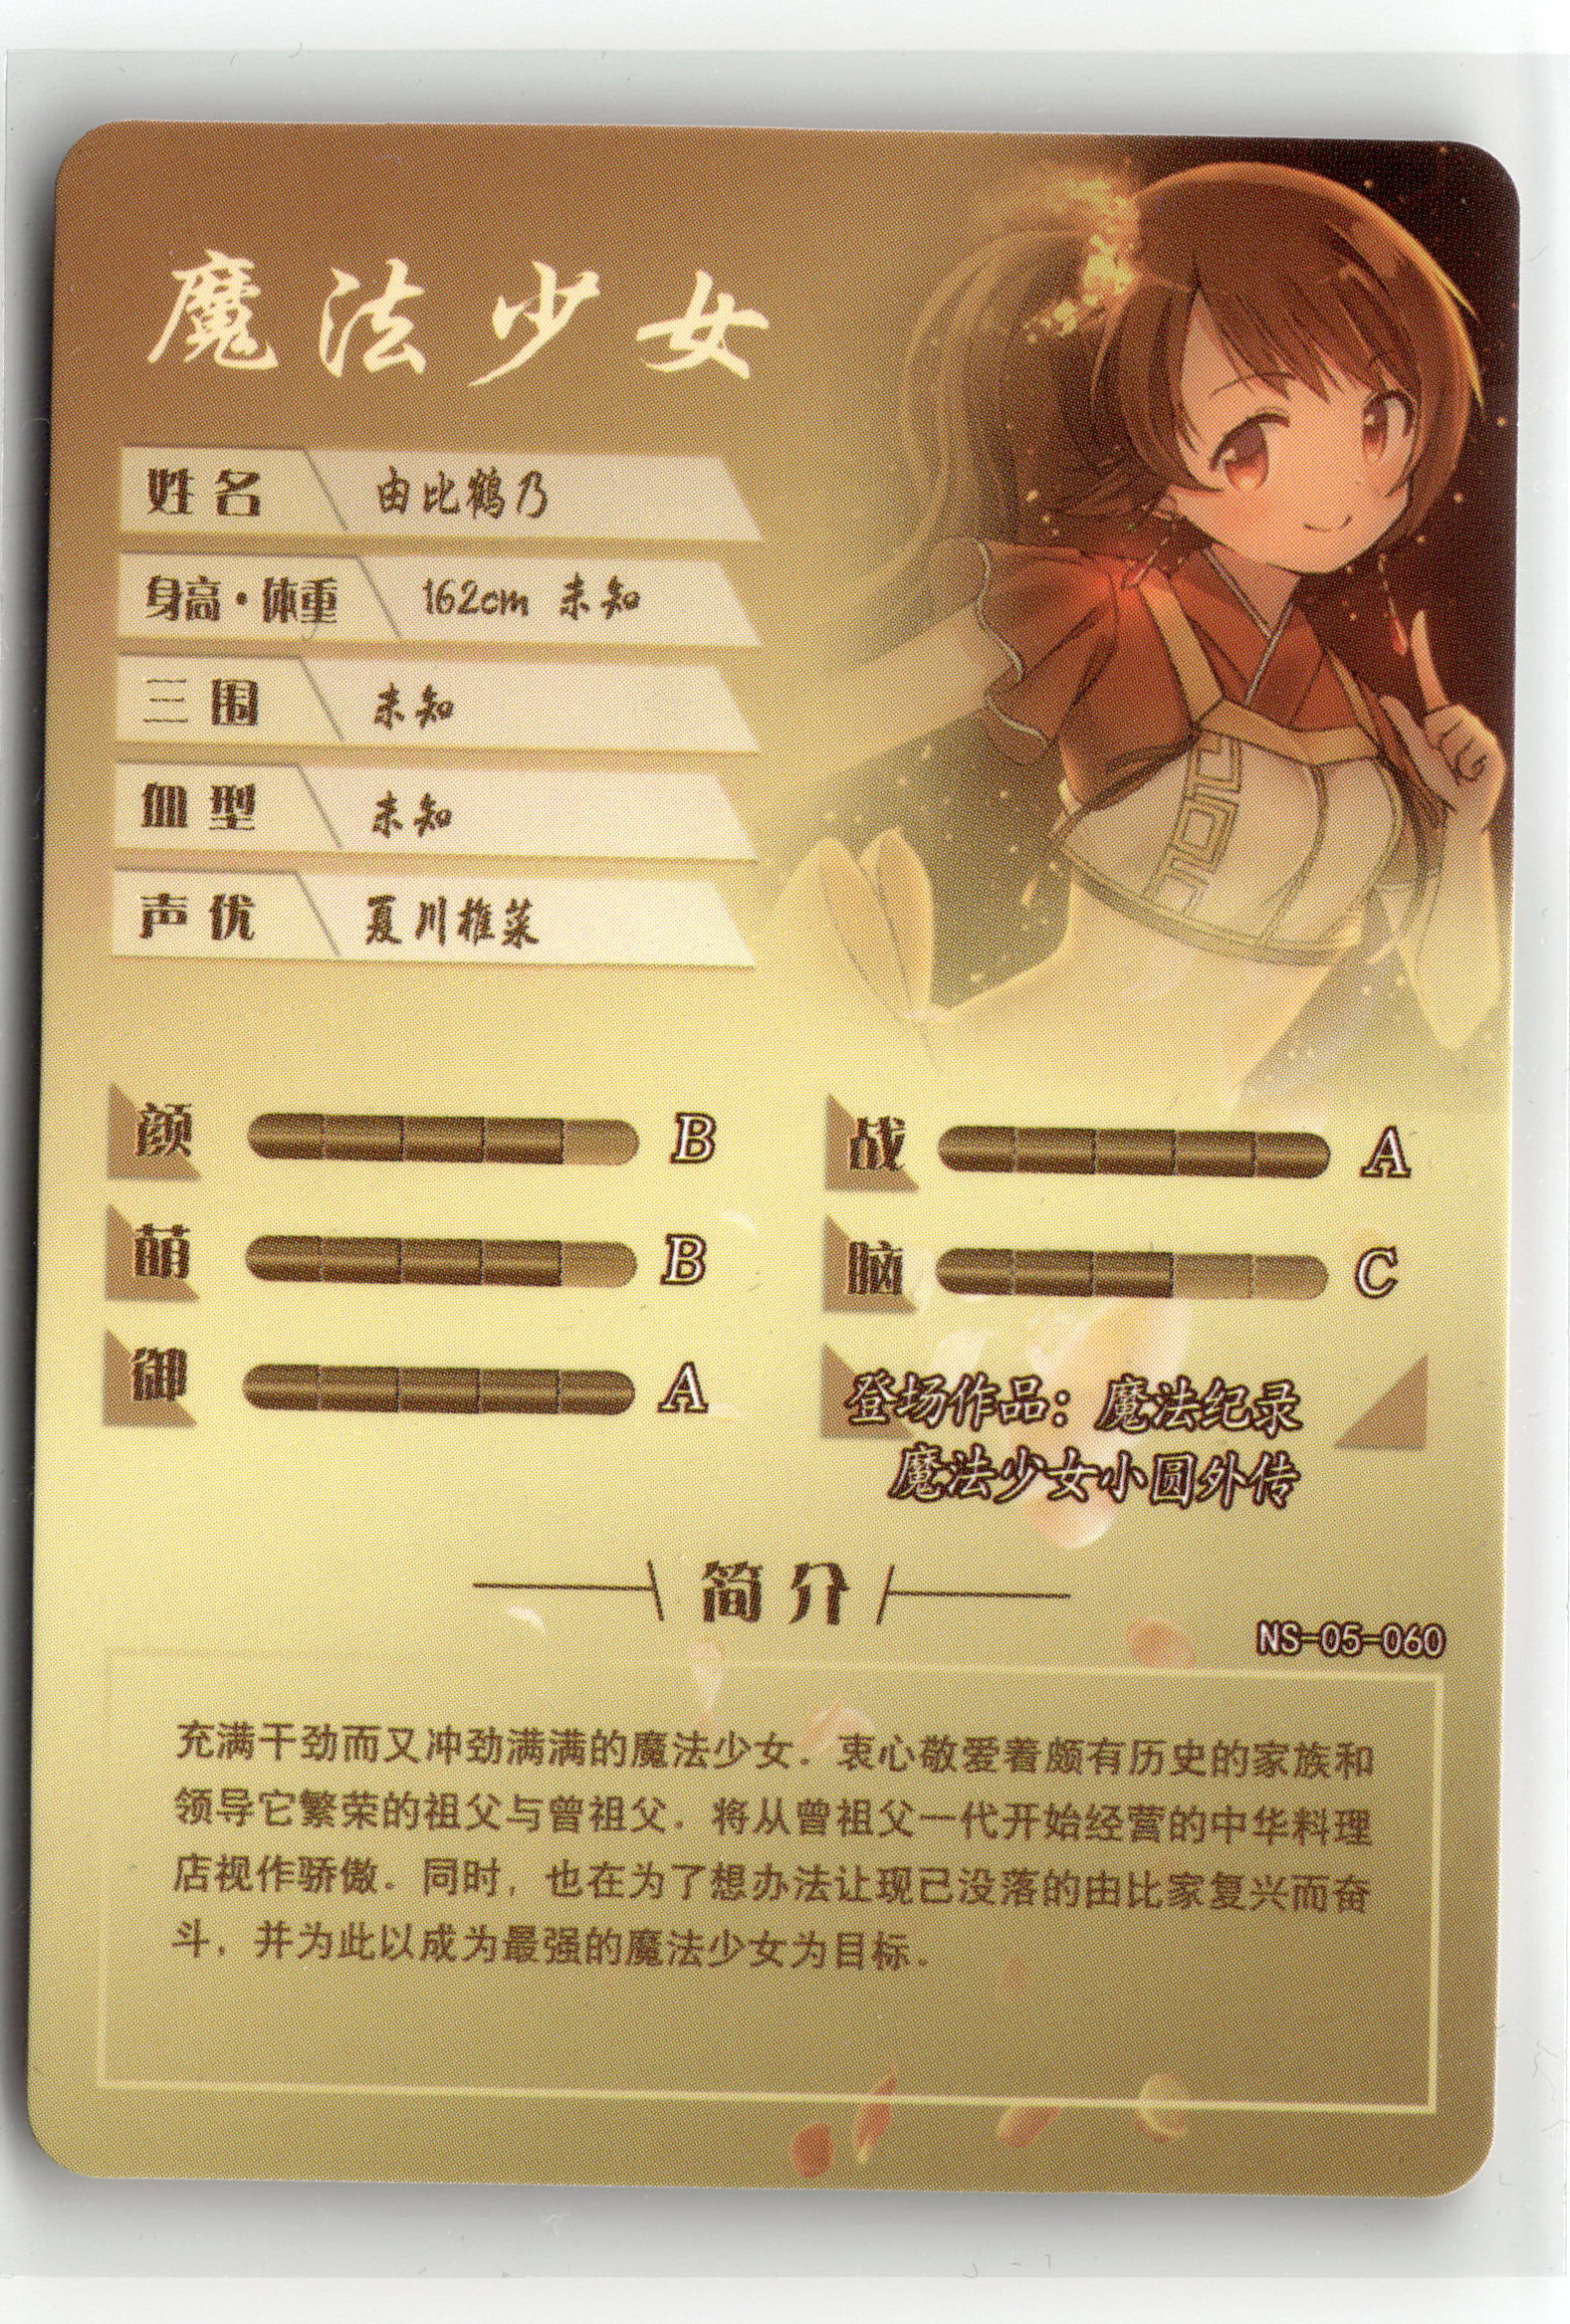 魔法少女
姓名 由比鹤乃
身高·体重 162cm 未知
三围 未知
血型 未知
声优 夏川椎菜
颜 B
战 A
萌 B
脑 C
御 A
登场作品：魔法纪录
魔法少女小圆外传
简介
NS-05-060
充满干劲而又冲劲满满的魔法少女。衷心敬爱着颇有历史的家族和
领导它繁荣的祖父与曾祖父，将从曾祖父一代开始经营的中华料理
店视作骄傲。同时，也在为了想办法让现已没落的由比家复兴而奋
斗，并为此以成为最强的魔法少女为目标。